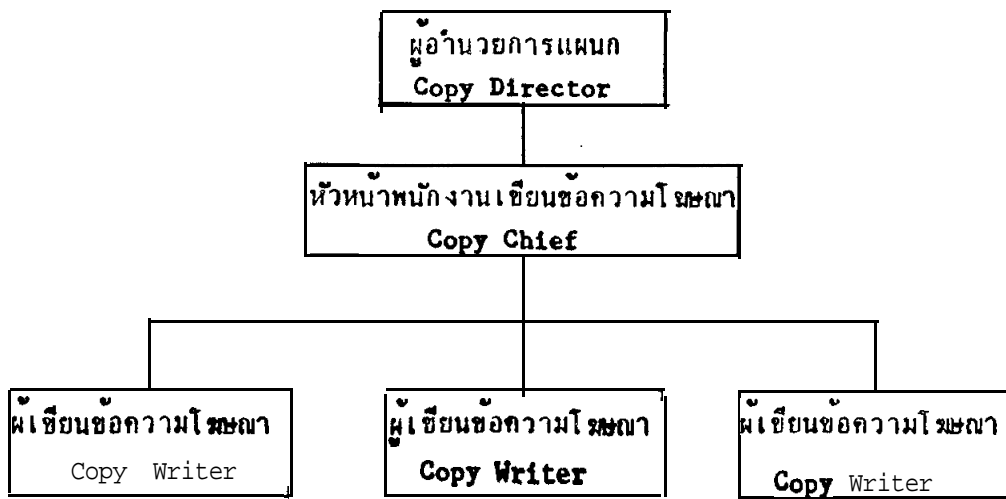 ผู้อำนวยการแผนก
Copy Director
หัวหน้าพนักงานเขียนข้อความโฆษณา
Copy Chief
ผู้เขียนข้อความโฆษณา
Copy Writer
ผู้เขียนข้อความโฆษณา
Copy Writer
ผู้เขียนข้อความโฆษณา
Copy Writer